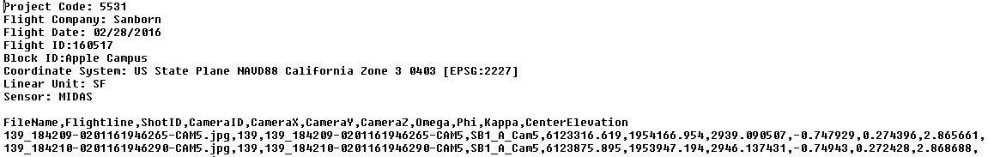 Project Code: 5531
Flight Company: Sanborn
Flight Date: 02/28/2016
Flight ID:160517
Block ID:Apple Campus
Coordinate System: US State Plane NAVD88 California Zone 3 0403 [EPSG:2227]
Linear Unit: SF
Sensor: MIDAS
FileName,Flightline,ShotID,CameraID,CameraX,CameraY,CameraZ,Omega,Phi,Kappa,CenterElevation
139_184209-0201161946265-CAM5.jpg,139,139_184209-0201161946265-CAM5,SB1_A_Cam5,6123316.619,1954166.954,2939.090507,-0.747929,0.274396,2.865661,
139_184210-0201161946290-CAM5.jpg,139,139_184210-0201161946290-CAM5,SB1_A_Cam5,6123875.895,1953947.194,2946.137431,-0.74943,0.272428,2.868688,